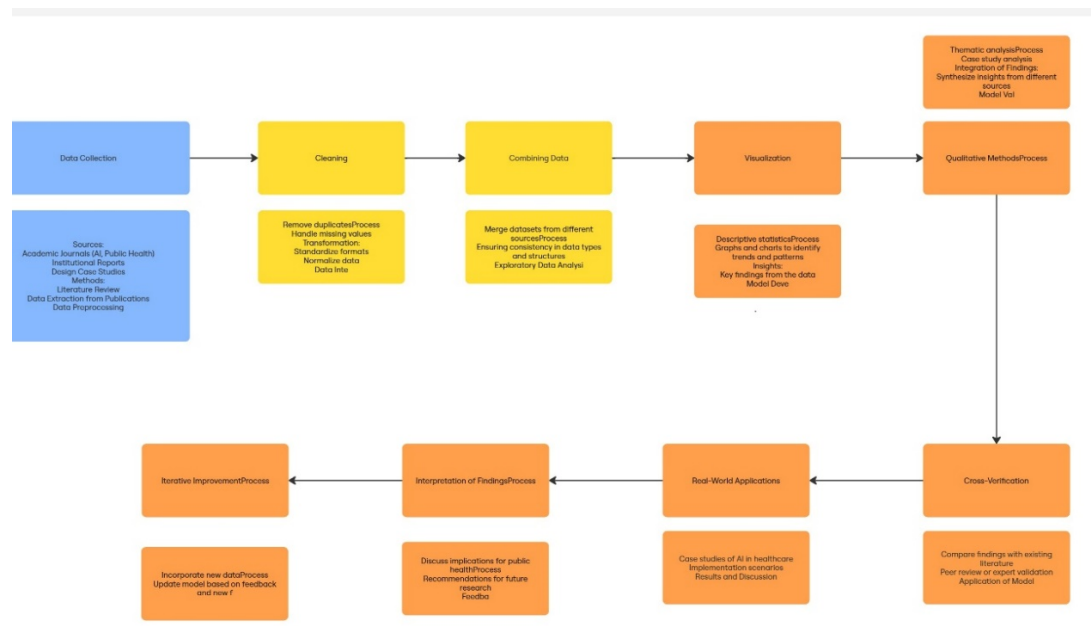 Thematic analysisProcess
Case study analysis
Integration of Findings:
Synthesize insights from different
sources
Model Val
Data Collection
Cleaning
Combining Data
Visualization
Qualitative MethodsProcess
Sources:
Academic Journals (AI, Public Health)
Institutional Reports
Design Case Studies
Methods:
Literature Review
Data Extraction from Publications
Data Preprocossing
Remove duplicatesProcess
Handle missing values
Transformation:
Standardize formats
Normalize data
Data Inte
Merge datasets from different
sourcesProcess
Ensuring consistency in data types
and structures
Exploratory Data Analysi
Descriptive statisticsProcess
Graphs and charts to identify
trends and patterns
Insights:
Key findings from the data
Model Deve
Iterative ImprovementProcess
Interpretation of FindingsProcess
Real-World Applications
Cross-Verification
Incorporate new dataProcess
Update model based on feedback
and new f
Discuss implications for public
healthProcess
Recommendations for future
research
Feedba
Case studies of AI in healthcare
Implementation scenarios
Results and Discussion
Compare findings with existing
literature
Peer review or expert validation
Application of Model